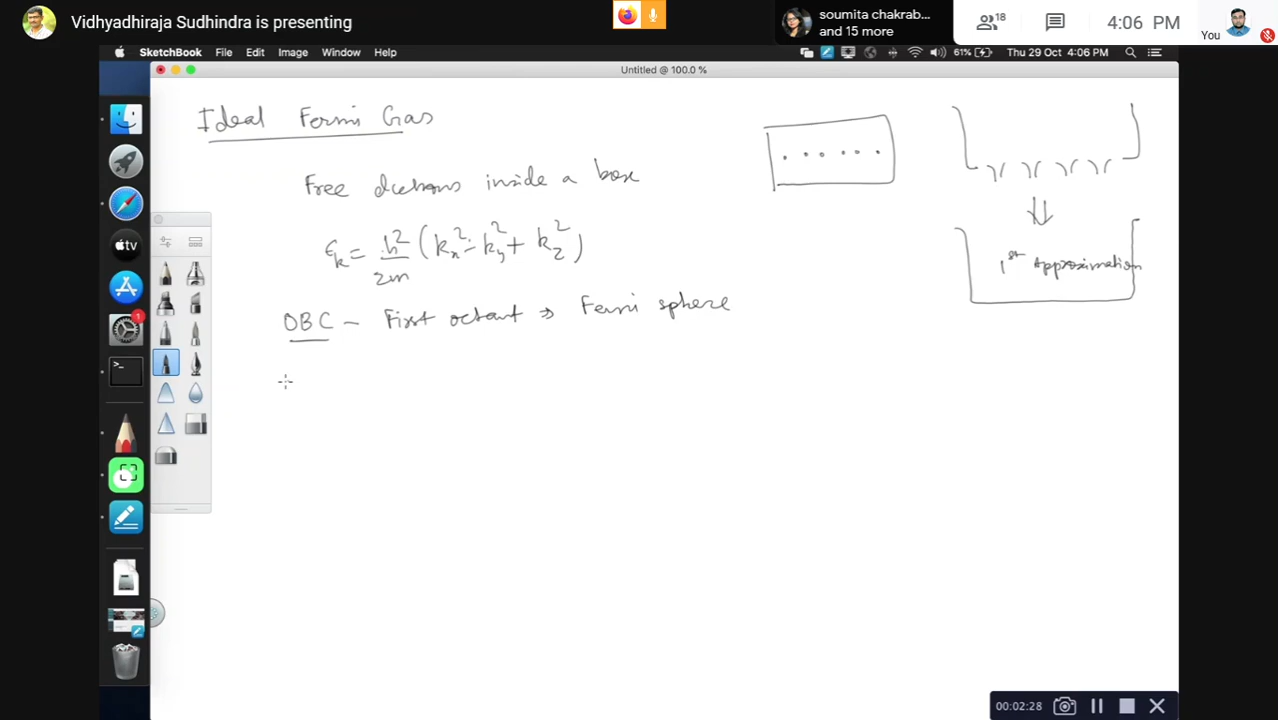 Vidhyadhiraja Sudhindra is presenting
soumita chakrab...
and 15 more
18
4:06 PM
You
SketchBook File Edit Image Window Help
61% Thu 29 Oct 4:06 PM
Untitled @ 100.0 %
Ideal Fermi Gas
Free electrons inside a box
ϵk = ħ²/2m (kx² + ky² + kz²)
OBC – First octant → Fermi sphere
1st Approximation
tv
1
>_
00:02:28